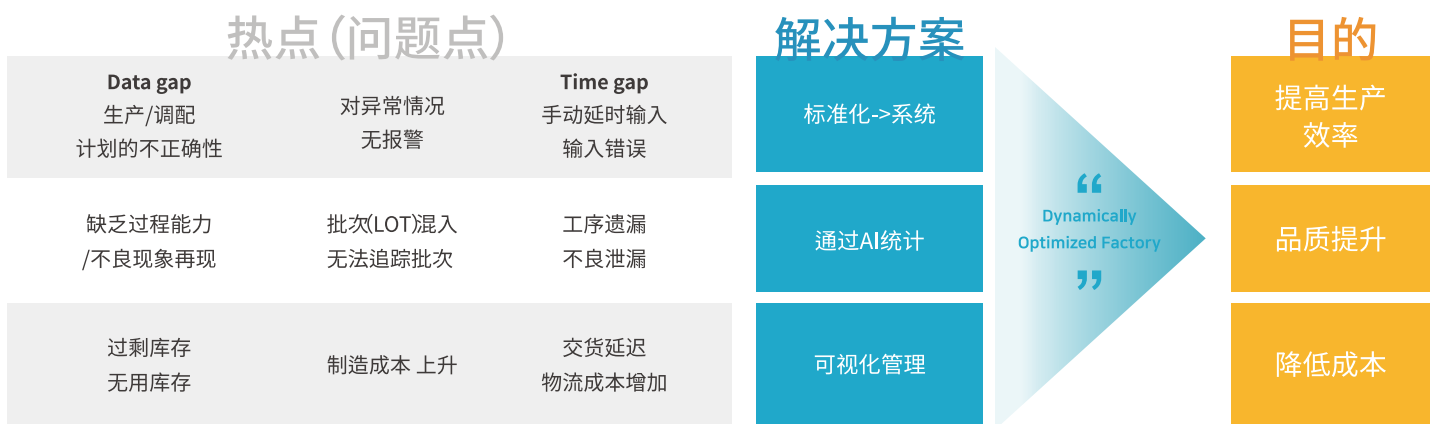 热点(问题点)
解决方案
目的
Data gap
生产/调配
计划的不正确性
对异常情况
无报警
Time gap
手动延时输入
输入错误
标准化->系统
提高生产
效率
缺乏过程能力
/不良现象再现
批次(LOT)混入
无法追踪批次
工序遗漏
不良泄漏
通过AI统计
“
Dynamically
Optimized Factory
”
品质提升
过剩库存
无用库存
制造成本 上升
交货延迟
物流成本增加
可视化管理
降低成本